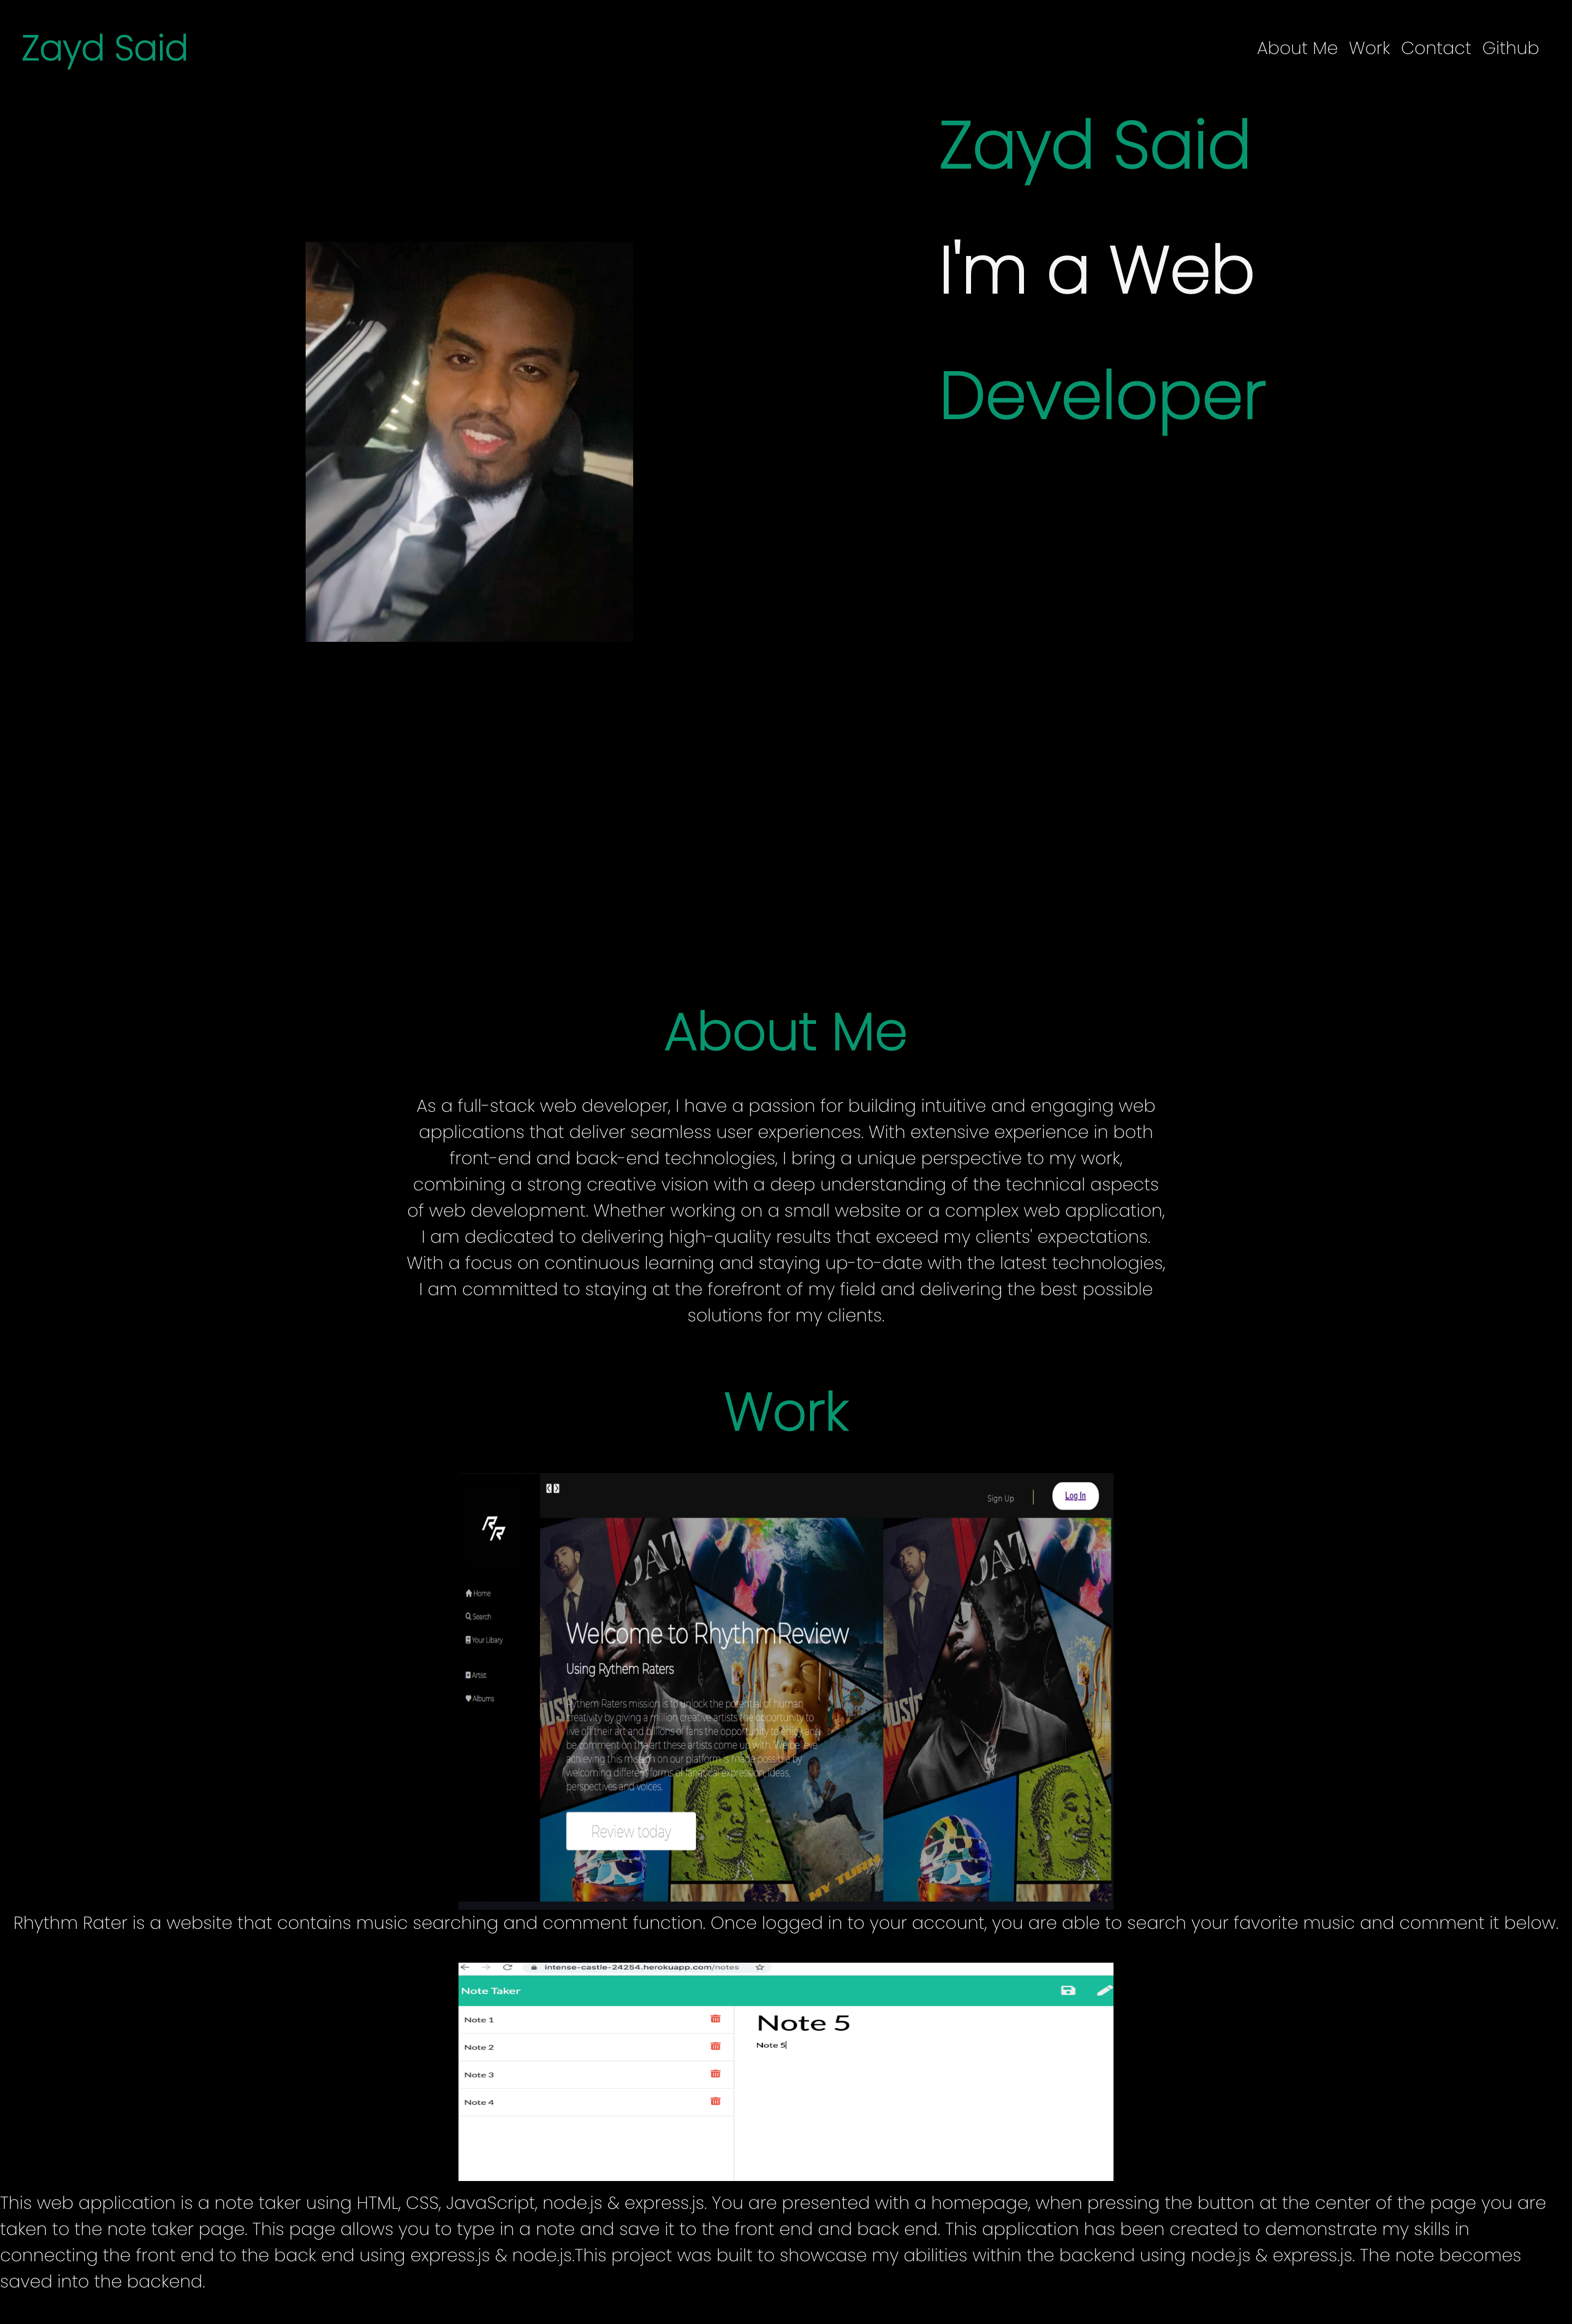 Zayd Said
About Me Work Contact Github
Zayd Said
I'm a Web
Developer
About Me
As a full-stack web developer, I have a passion for building intuitive and engaging web
applications that deliver seamless user experiences. With extensive experience in both
front-end and back-end technologies, I bring a unique perspective to my work,
combining a strong creative vision with a deep understanding of the technical aspects
of web development. Whether working on a small website or a complex web application,
I am dedicated to delivering high-quality results that exceed my clients' expectations.
With a focus on continuous learning and staying up-to-date with the latest technologies,
I am committed to staying at the forefront of my field and delivering the best possible
solutions for my clients.
Work
Sign Up
Log In
RR
Home
Search
Your Libary
Artist
Albums
Welcome to RhythmReview
Using Rythem Raters
Rythem Raters mission is to unlock the potential of human
creativity by giving a million creative artists the opportunity to
live off their art and billions of fans the opportunity to enjoy and
be comment on the art these artists come up with. We believe
achieving this mission on our platform is made possible by
welcoming different forms of fanatical expression, ideas,
perspectives and voices.
Review today
MY TURN
Rhythm Rater is a website that contains music searching and comment function. Once logged in to your account, you are able to search your favorite music and comment it below.
intense-castle-24254.herokuapp.com/notes
Note Taker
Note 1
Note 2
Note 3
Note 4
Note 5
Note 5
This web application is a note taker using HTML, CSS, JavaScript, node.js & express.js. You are presented with a homepage, when pressing the button at the center of the page you are
taken to the note taker page. This page allows you to type in a note and save it to the front end and back end. This application has been created to demonstrate my skills in
connecting the front end to the back end using express.js & node.js.This project was built to showcase my abilities within the backend using node.js & express.js. The note becomes
saved into the backend.